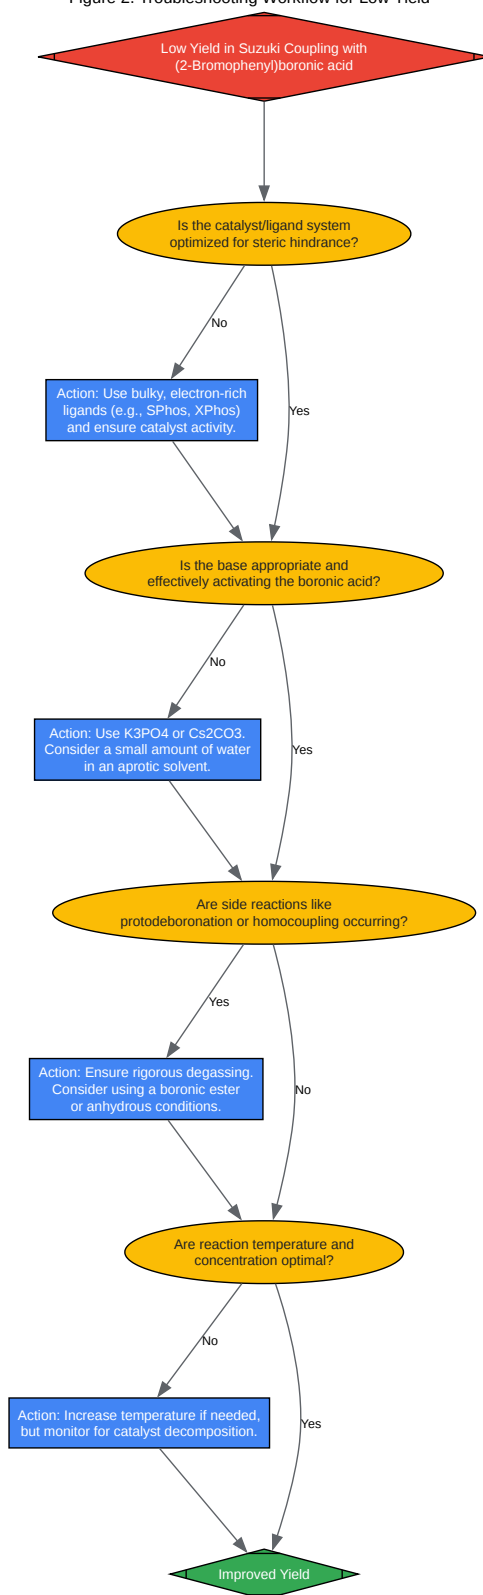 Figure 2: Troubleshooting Workflow for Low Yield
Low Yield in Suzuki Coupling with
(2-Bromophenyl)boronic acid
Is the catalyst/ligand system
optimized for steric hindrance?
No
Yes
Action: Use bulky, electron-rich
ligands (e.g., SPhos, XPhos)
and ensure catalyst activity.
Is the base appropriate and
effectively activating the boronic acid?
No
Yes
Action: Use K3PO4 or Cs2CO3.
Consider a small amount of water
in an aprotic solvent.
Are side reactions like
protodeboronation or homocoupling occurring?
Yes
No
Action: Ensure rigorous degassing.
Consider using a boronic ester
or anhydrous conditions.
Are reaction temperature and
concentration optimal?
No
Yes
Action: Increase temperature if needed,
but monitor for catalyst decomposition.
Improved Yield